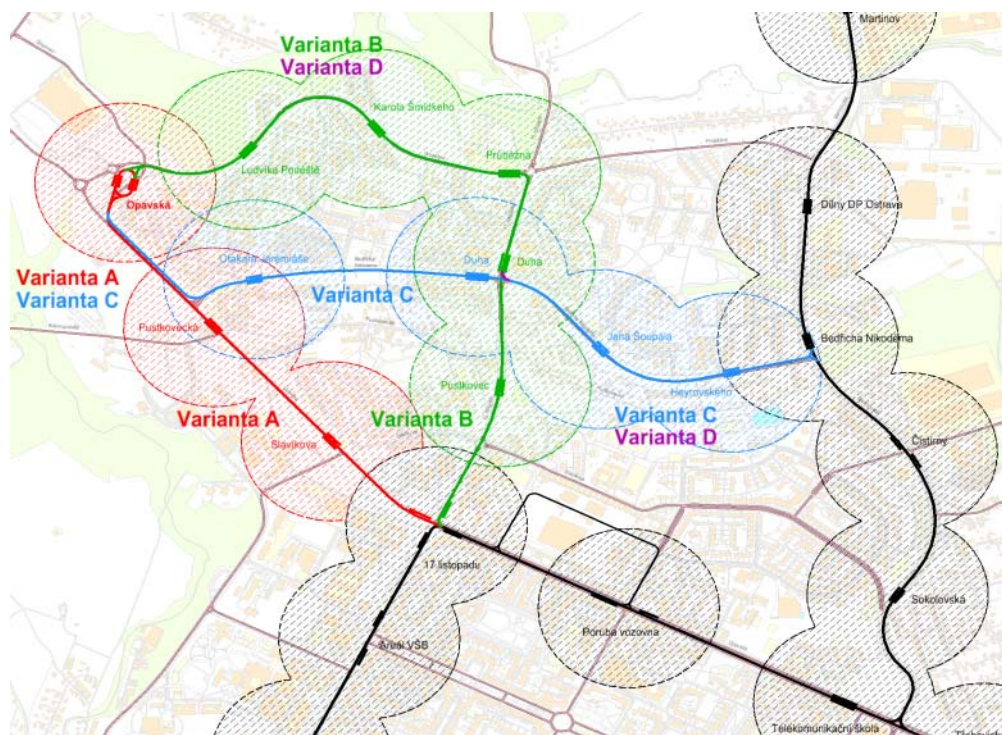 Martinov
Varianta B
Varianta D
Karola Šmidkeho
Průběžná
Ludvíka Poděště
Opavská
Dílny DP Ostrava
Otakara Jeremiáše
Duha
Duha
Varianta A
Varianta C
Varianta C
Pustkovecká
Jana Šoupala
Bedřicha Nikodéma
Heyrovského
Pustkovec
Varianta A
Varianta B
Varianta C
Varianta D
Slavíkova
Čistírny
17.listopadu
Sokolovská
Poruba vozovna
Areál VŠB
Telekomunikační škola